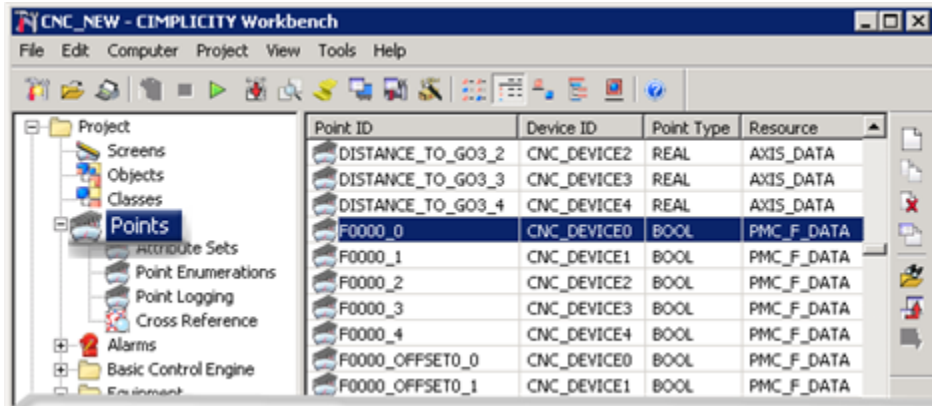 CNC_NEW - CIMPLICITY Workbench
File Edit Computer Project View Tools Help
Project
Screens
Objects
Classes
Points
Attribute Sets
Point Enumerations
Point Logging
Cross Reference
Alarms
Basic Control Engine
Equipment
Point ID Device ID Point Type Resource
DISTANCE_TO_GO3_2 CNC_DEVICE2 REAL AXIS_DATA
DISTANCE_TO_GO3_3 CNC_DEVICE3 REAL AXIS_DATA
DISTANCE_TO_GO3_4 CNC_DEVICE4 REAL AXIS_DATA
F0000_0 CNC_DEVICE0 BOOL PMC_F_DATA
F0000_1 CNC_DEVICE1 BOOL PMC_F_DATA
F0000_2 CNC_DEVICE2 BOOL PMC_F_DATA
F0000_3 CNC_DEVICE3 BOOL PMC_F_DATA
F0000_4 CNC_DEVICE4 BOOL PMC_F_DATA
F0000_OFFSET0_0 CNC_DEVICE0 BOOL PMC_F_DATA
F0000_OFFSET0_1 CNC_DEVICE1 BOOL PMC_F_DATA